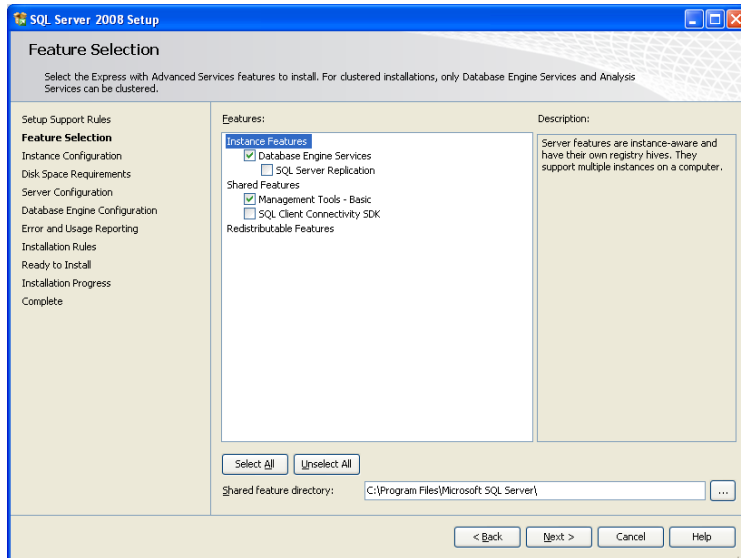 SQL Server 2008 Setup
Feature Selection
Select the Express with Advanced Services features to install. For clustered installations, only Database Engine Services and Analysis
Services can be clustered.
Setup Support Rules
Feature Selection
Instance Configuration
Disk Space Requirements
Server Configuration
Database Engine Configuration
Error and Usage Reporting
Installation Rules
Ready to Install
Installation Progress
Complete
Features:
Instance Features
Database Engine Services
SQL Server Replication
Shared Features
Management Tools - Basic
SQL Client Connectivity SDK
Redistributable Features
Description:
Server features are instance-aware and
have their own registry hives. They
support multiple instances on a computer.
Select All
Unselect All
Shared feature directory:
C:\Program Files\Microsoft SQL Server\
...
< Back
Next >
Cancel
Help